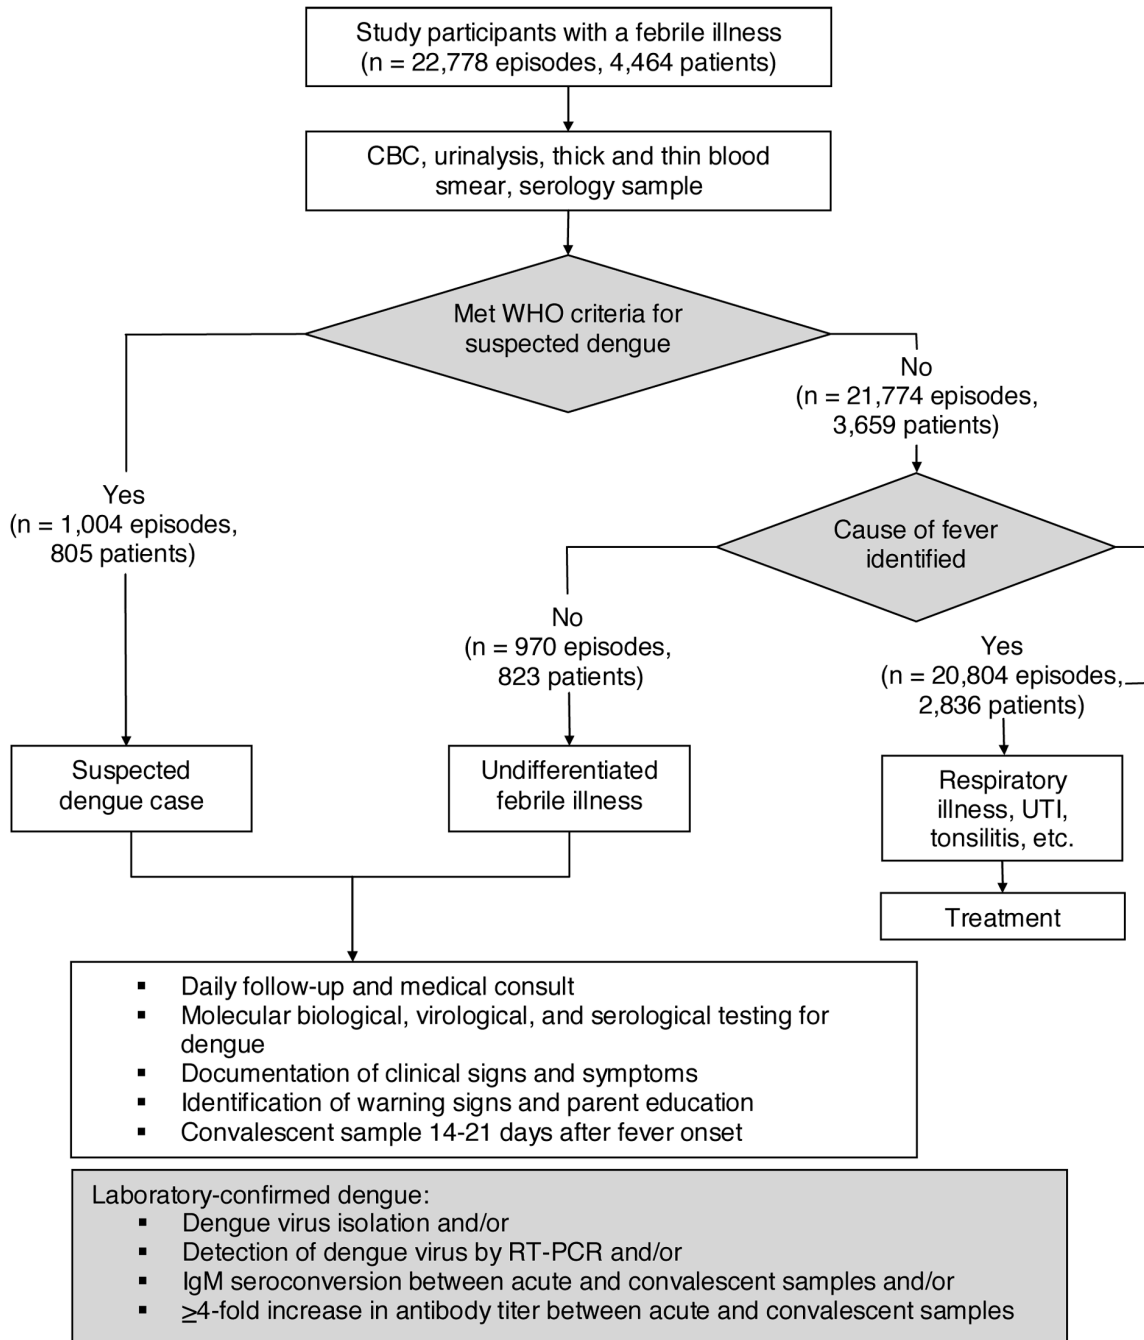 Study participants with a febrile illness
(n = 22,778 episodes, 4,464 patients)
CBC, urinalysis, thick and thin blood
smear, serology sample
Met WHO criteria for
suspected dengue
No
(n = 21,774 episodes,
3,659 patients)
Yes
(n = 1,004 episodes,
805 patients)
Cause of fever
identified
No
(n = 970 episodes,
823 patients)
Yes
(n = 20,804 episodes,
2,836 patients)
Suspected
dengue case
Undifferentiated
febrile illness
Respiratory
illness, UTI,
tonsilitis, etc.
Treatment
▪ Daily follow-up and medical consult
▪ Molecular biological, virological, and serological testing for
dengue
▪ Documentation of clinical signs and symptoms
▪ Identification of warning signs and parent education
▪ Convalescent sample 14-21 days after fever onset
Laboratory-confirmed dengue:
▪ Dengue virus isolation and/or
▪ Detection of dengue virus by RT-PCR and/or
▪ IgM seroconversion between acute and convalescent samples and/or
▪ ≥4-fold increase in antibody titer between acute and convalescent samples